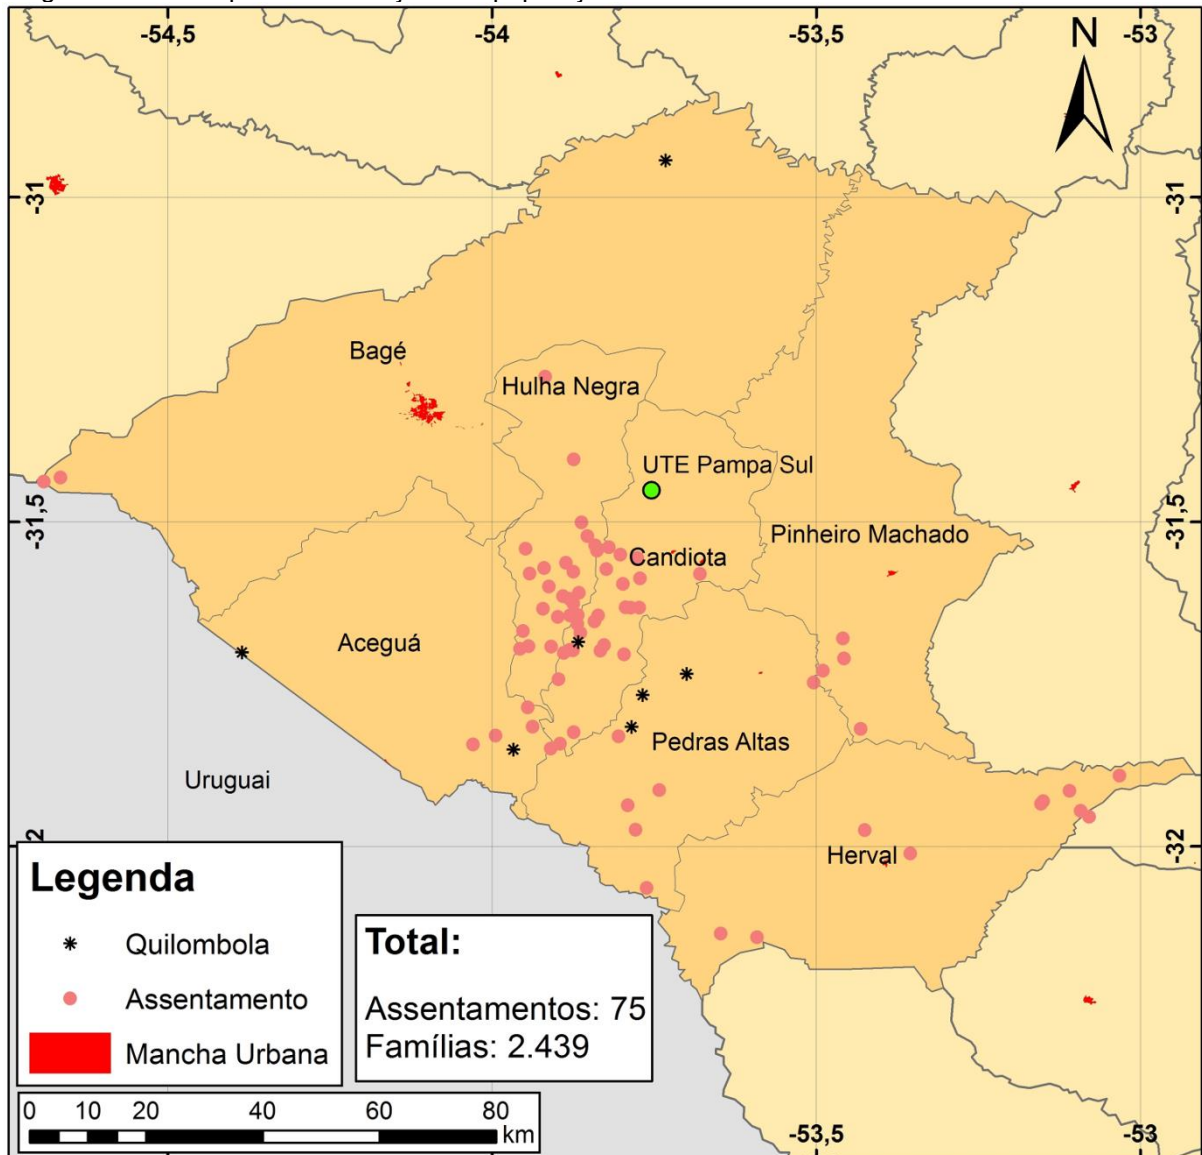 -54,5
-54
-53,5
-53
N
-31
-31
Bagé
Hulha Negra
UTE Pampa Sul
-31,5
-31,5
Pinheiro Machado
Candiota
Aceguá
Pedras Altas
Uruguai
-32
-32
Herval
Legenda
Quilombola
Assentamento
Mancha Urbana
Total:
Assentamentos: 75
Famílias: 2.439
0 10 20 40 60 80
km
-53,5
-53